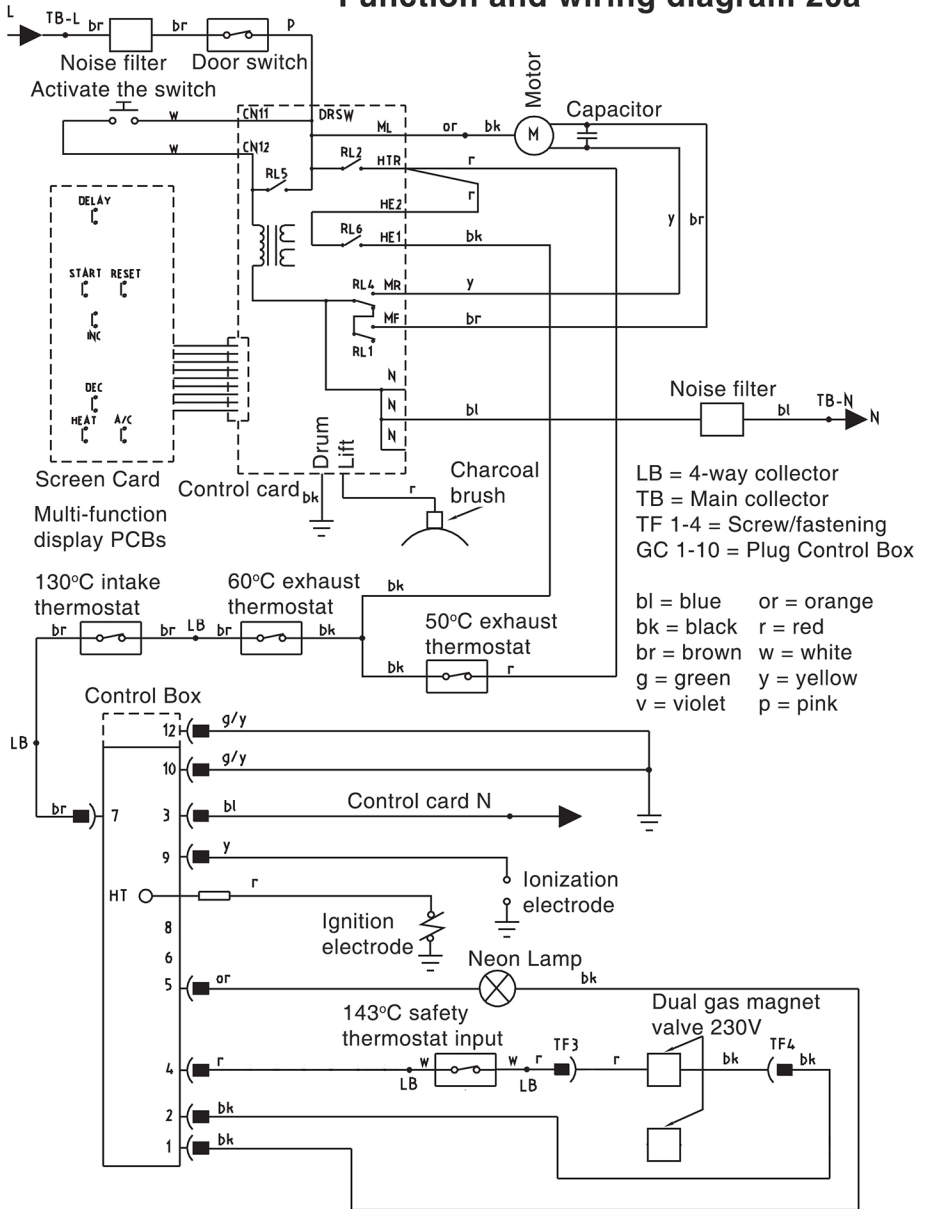 Function and wiring diagram 20a
L
TB-L
br
br
p
Noise filter
Door switch
Activate the switch
w
w
CN11
CN12
DRSW
ML
or
bk
Motor
M
Capacitor
RL2
HTR
r
RL5
r
HE2
RL6
HE1
bk
y
br
DELAY
START
RESET
INC
DEC
HEAT
A/C
RL4
MR
y
MF
br
RL1
N
N
N
bl
Noise filter
bl
TB-N
N
Screen Card
Control card
Drum
Lift
bk
r
Charcoal
brush
Multi-function
display PCBs
LB = 4-way collector
TB = Main collector
TF 1-4 = Screw/fastening
GC 1-10 = Plug Control Box
bl = blue
or = orange
bk = black
r = red
br = brown
w = white
g = green
y = yellow
v = violet
p = pink
130°C intake
thermostat
60°C exhaust
thermostat
bk
50°C exhaust
thermostat
br
br
LB
br
bk
bk
r
Control Box
LB
12
g/y
10
g/y
br
7
3
bl
Control card N
9
y
Ionization
electrode
HT
r
Ignition
electrode
8
6
5
or
Neon Lamp
bk
143°C safety
thermostat input
Dual gas magnet
valve 230V
4
r
LB
w
w
LB
r
TF3
r
bk
TF4
bk
2
bk
1
bk